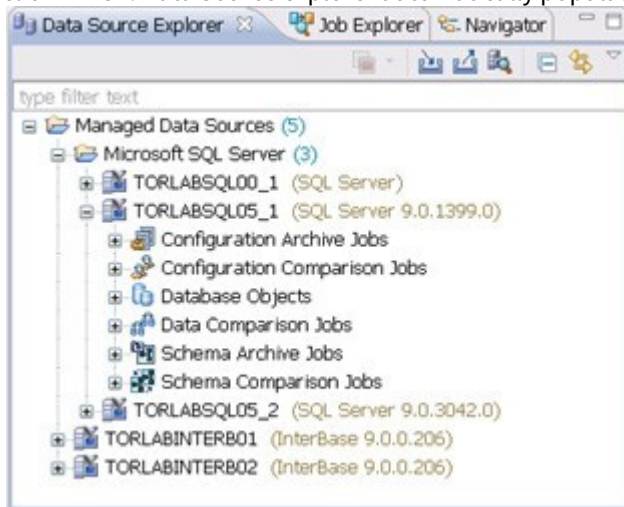 Data Source Explorer Job Explorer Navigator
type filter text
Managed Data Sources (5)
Microsoft SQL Server (3)
TORLABSQL00_1 (SQL Server)
TORLABSQL05_1 (SQL Server 9.0.1399.0)
Configuration Archive Jobs
Configuration Comparison Jobs
Database Objects
Data Comparison Jobs
Schema Archive Jobs
Schema Comparison Jobs
TORLABSQL05_2 (SQL Server 9.0.3042.0)
TORLABINTERB01 (InterBase 9.0.0.206)
TORLABINTERB02 (InterBase 9.0.0.206)